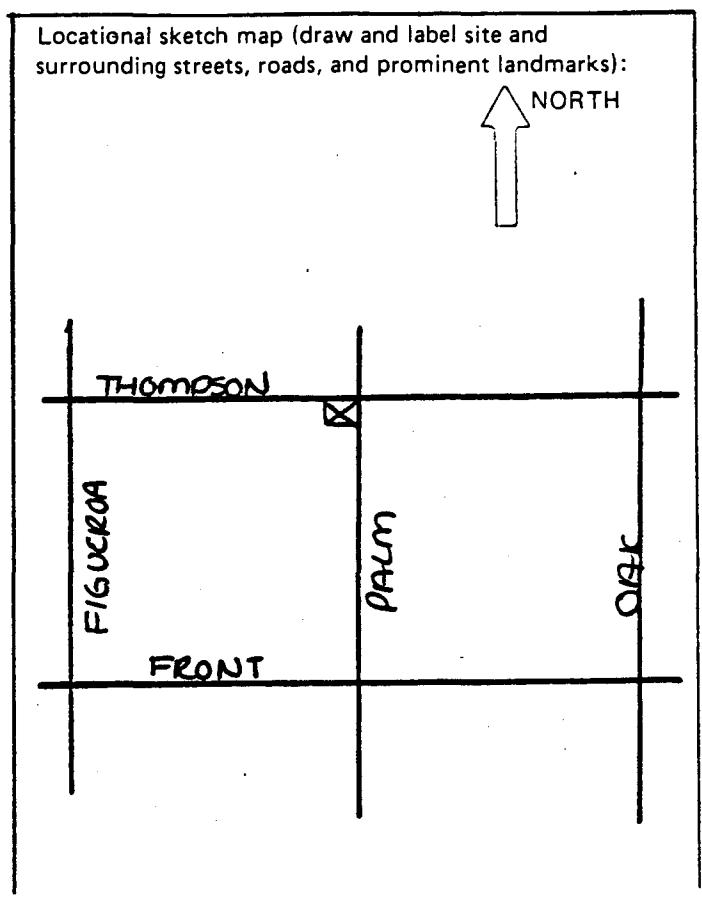 Locational sketch map (draw and label site and
surrounding streets, roads, and prominent landmarks):
NORTH
THOMPSON
FIGUEROA
PALM
OAK
FRONT